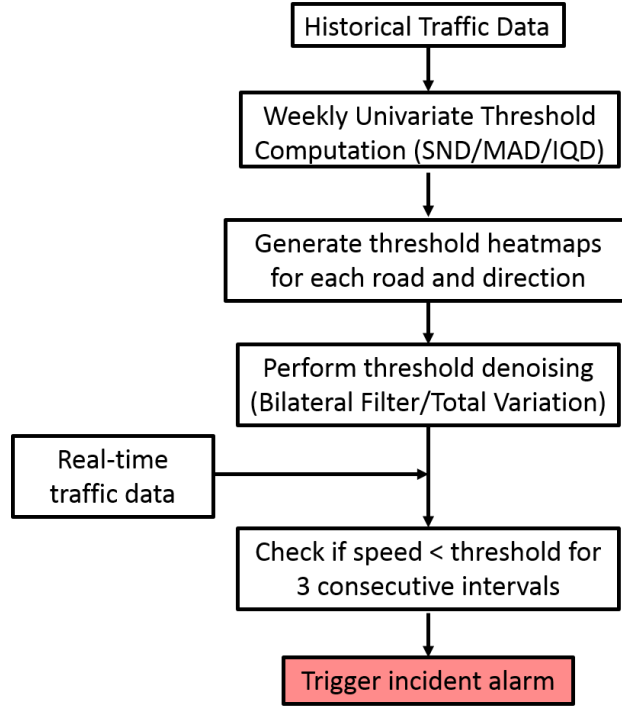 Historical Traffic Data
Weekly Univariate Threshold
Computation (SND/MAD/IQD)
Generate threshold heatmaps
for each road and direction
Perform threshold denoising
(Bilateral Filter/Total Variation)
Real-time
traffic data
Check if speed < threshold for
3 consecutive intervals
Trigger incident alarm